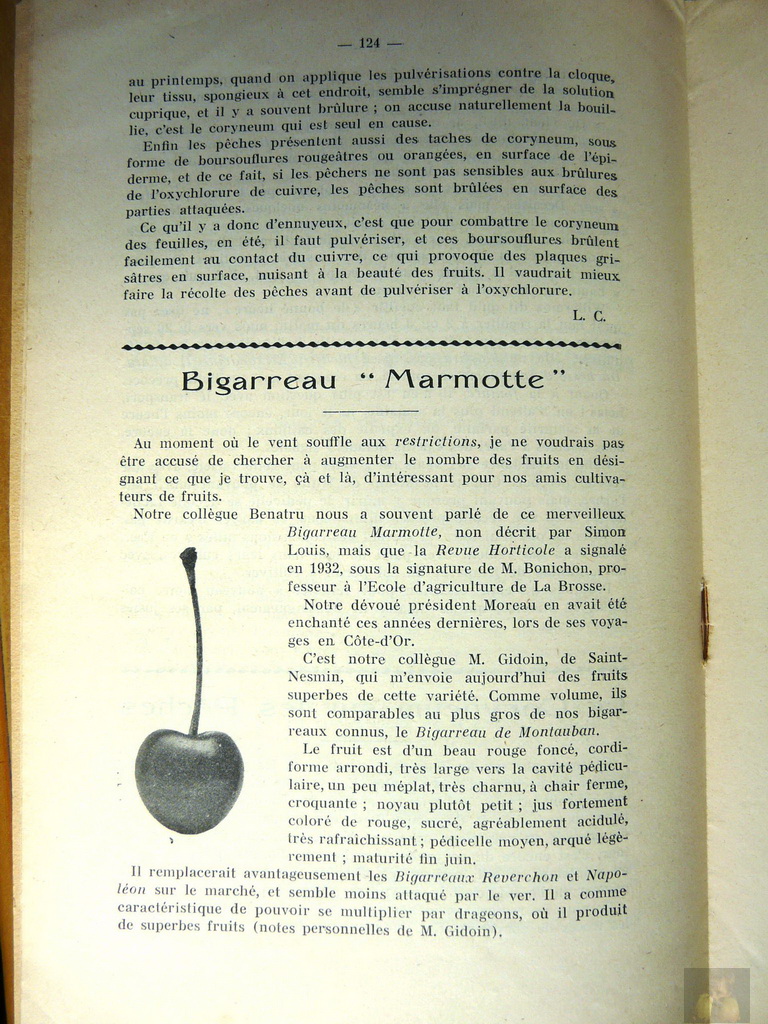 — 124 —
au printemps, quand on applique les pulvérisations contre la cloque,
leur tissu, spongieux à cet endroit, semble s'imprégner de la solution
cuprique, et il y a souvent brûlure ; on accuse naturellement la bouil-
lie, c'est le coryneum qui est seul en cause.
Enfin les pêches présentent aussi des taches de coryneum, sous
forme de boursouflures rougeâtres ou orangées, en surface de l'épi-
derme, et de ce fait, si les pêchers ne sont pas sensibles aux brûlures
de l'oxychlorure de cuivre, les pêches sont brûlées en surface des
parties attaquées.
Ce qu'il y a donc d'ennuyeux, c'est que pour combattre le coryneum
des feuilles, en été, il faut pulvériser, et ces boursouflures brûlent
facilement au contact du cuivre, ce qui provoque des plaques gri-
sâtres en surface, nuisant à la beauté des fruits. Il vaudrait mieux
faire la récolte des pêches avant de pulvériser à l'oxychlorure.
L. C.
Bigarreau “ Marmotte ”
Au moment où le vent souffle aux restrictions, je ne voudrais pas
être accusé de chercher à augmenter le nombre des fruits en dési-
gnant ce que je trouve, çà et là, d'intéressant pour nos amis cultiva-
teurs de fruits.
Notre collègue Benatru nous a souvent parlé de ce merveilleux
Bigarreau Marmotte, non décrit par Simon
Louis, mais que la Revue Horticole a signalé
en 1932, sous la signature de M. Bonichon, pro-
fesseur à l'Ecole d'agriculture de La Brosse.
Notre dévoué président Moreau en avait été
enchanté ces années dernières, lors de ses voya-
ges en Côte-d'Or.
C'est notre collègue M. Gidoin, de Saint-
Nesmin, qui m'envoie aujourd'hui des fruits
superbes de cette variété. Comme volume, ils
sont comparables au plus gros de nos bigar-
reaux connus, le Bigarreau de Montauban.
Le fruit est d'un beau rouge foncé, cordi-
forme arrondi, très large vers la cavité pédicu-
laire, un peu méplat, très charnu, à chair ferme,
croquante ; noyau plutôt petit ; jus fortement
coloré de rouge, sucré, agréablement acidulé,
très rafraichissant ; pédicelle moyen, arqué légè-
rement ; maturité fin juin.
Il remplacerait avantageusement les Bigarreaux Reverchon et Napo-
léon sur le marché, et semble moins attaqué par le ver. Il a comme
caractéristique de pouvoir se multiplier par drageons, où il produit
de superbes fruits (notes personnelles de M. Gidoin).